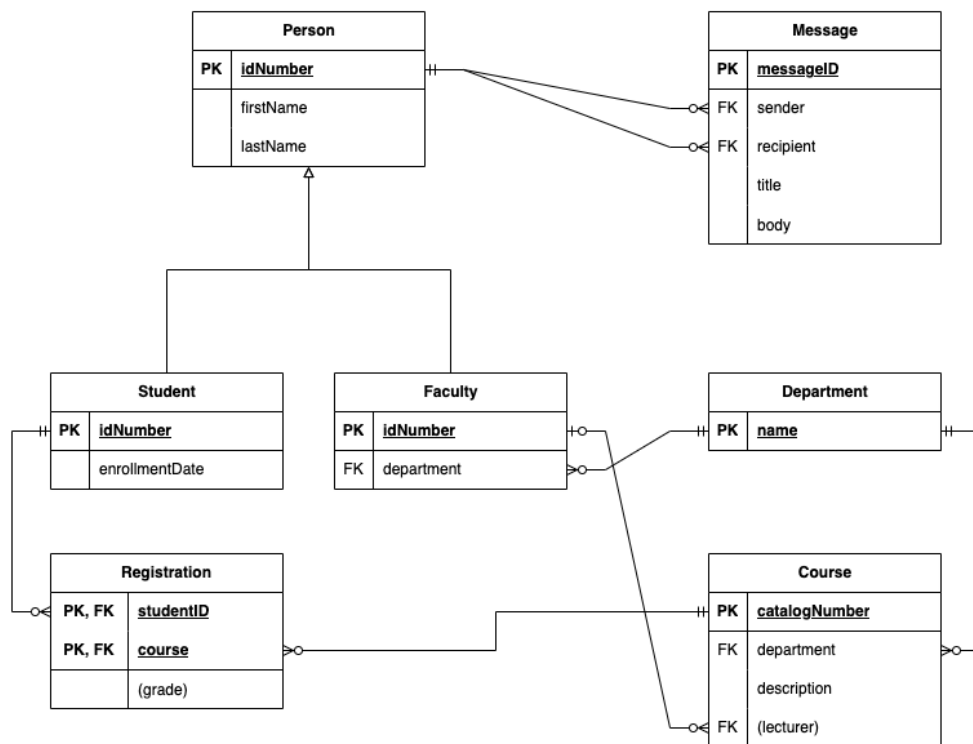 Person
PK idNumber
firstName
lastName
Message
PK messageID
FK sender
FK recipient
title
body
Student
PK idNumber
enrollmentDate
Faculty
PK idNumber
FK department
Department
PK name
Registration
PK, FK studentID
PK, FK course
(grade)
Course
PK catalogNumber
FK department
description
FK (lecturer)